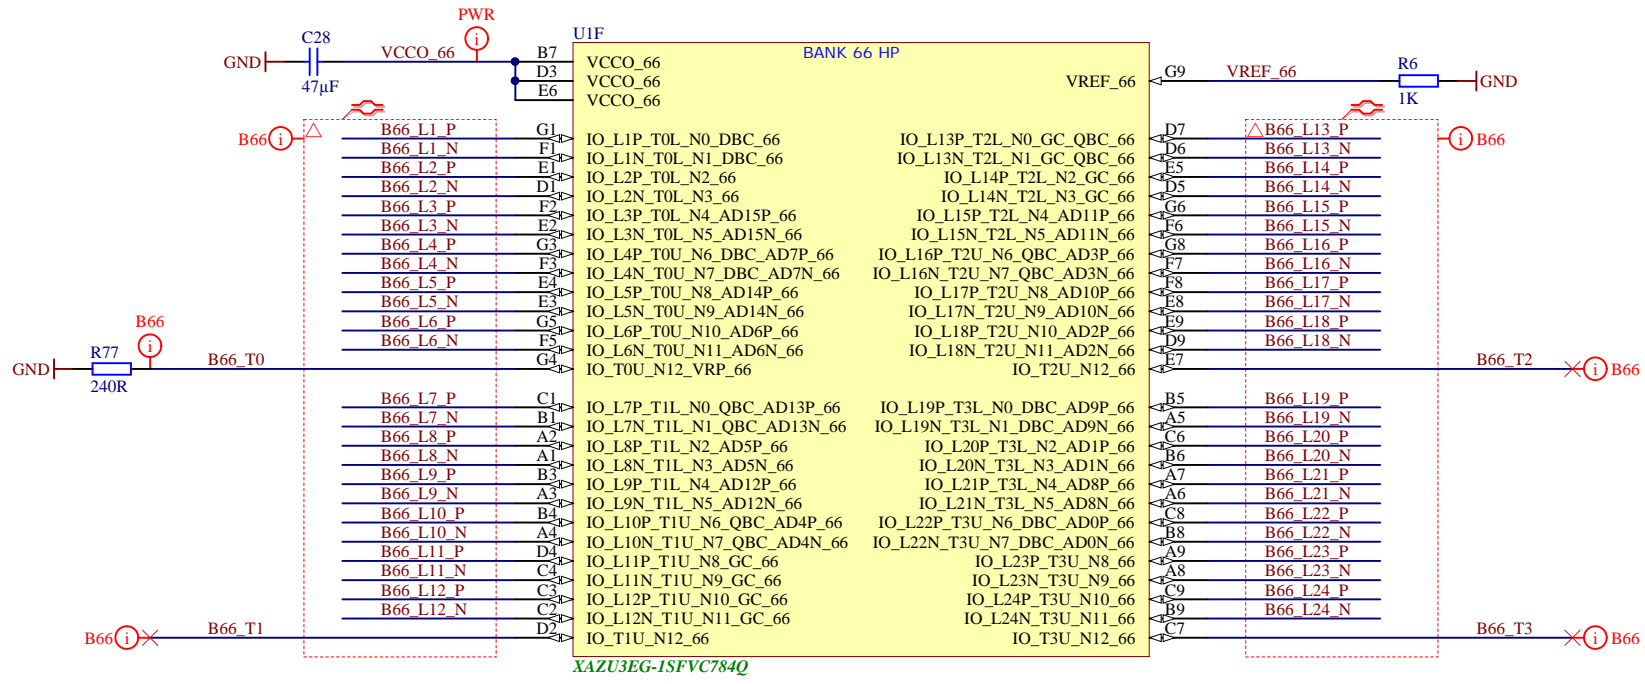 PWR
U1F
C28
VCCO_66
B7
BANK 66 HP
GND
VCCO_66
D3
VCCO_66
47µF
E6
VCCO_66
VREF_66
G9
VREF_66
R6
GND
1K
B66
i
B66_L1_P G1 IO_L1P_T0L_N0_DBC_66 IO_L13P_T2L_N0_GC_QBC_66 D7 B66_L13_P
i
B66
B66_L1_N F1 IO_L1N_T0L_N1_DBC_66 IO_L13N_T2L_N1_GC_QBC_66 D6 B66_L13_N
B66_L2_P E1 IO_L2P_T0L_N2_66 IO_L14P_T2L_N2_GC_66 E5 B66_L14_P
B66_L2_N D1 IO_L2N_T0L_N3_66 IO_L14N_T2L_N3_GC_66 D5 B66_L14_N
B66_L3_P F2 IO_L3P_T0L_N4_AD15P_66 IO_L15P_T2L_N4_AD11P_66 G6 B66_L15_P
B66_L3_N E2 IO_L3N_T0L_N5_AD15N_66 IO_L15N_T2L_N5_AD11N_66 F6 B66_L15_N
B66_L4_P G3 IO_L4P_T0U_N6_DBC_AD7P_66 IO_L16P_T2U_N6_QBC_AD3P_66 G8 B66_L16_P
B66_L4_N F3 IO_L4N_T0U_N7_DBC_AD7N_66 IO_L16N_T2U_N7_QBC_AD3N_66 F7 B66_L16_N
B66_L5_P E4 IO_L5P_T0U_N8_AD14P_66 IO_L17P_T2U_N8_AD10P_66 F8 B66_L17_P
B66_L5_N E3 IO_L5N_T0U_N9_AD14N_66 IO_L17N_T2U_N9_AD10N_66 E8 B66_L17_N
B66_L6_P G5 IO_L6P_T0U_N10_AD6P_66 IO_L18P_T2U_N10_AD2P_66 E9 B66_L18_P
B66_L6_N F5 IO_L6N_T0U_N11_AD6N_66 IO_L18N_T2U_N11_AD2N_66 D9 B66_L18_N
B66
i
R77
GND
240R
B66_T0 G4 IO_T0U_N12_VRP_66 IO_T2U_N12_66 E7 B66_T2
i
B66
B66_L7_P C1 IO_L7P_T1L_N0_QBC_AD13P_66 IO_L19P_T3L_N0_DBC_AD9P_66 B5 B66_L19_P
B66_L7_N B1 IO_L7N_T1L_N1_QBC_AD13N_66 IO_L19N_T3L_N1_DBC_AD9N_66 A5 B66_L19_N
B66_L8_P A2 IO_L8P_T1L_N2_AD5P_66 IO_L20P_T3L_N2_AD1P_66 C6 B66_L20_P
B66_L8_N A1 IO_L8N_T1L_N3_AD5N_66 IO_L20N_T3L_N3_AD1N_66 B6 B66_L20_N
B66_L9_P B3 IO_L9P_T1L_N4_AD12P_66 IO_L21P_T3L_N4_AD8P_66 A7 B66_L21_P
B66_L9_N A3 IO_L9N_T1L_N5_AD12N_66 IO_L21N_T3L_N5_AD8N_66 A6 B66_L21_N
B66_L10_P B4 IO_L10P_T1U_N6_QBC_AD4P_66 IO_L22P_T3U_N6_DBC_AD0P_66 C8 B66_L22_P
B66_L10_N A4 IO_L10N_T1U_N7_QBC_AD4N_66 IO_L22N_T3U_N7_DBC_AD0N_66 B8 B66_L22_N
B66_L11_P D4 IO_L11P_T1U_N8_GC_66 IO_L23P_T3U_N8_66 A9 B66_L23_P
B66_L11_N C4 IO_L11N_T1U_N9_GC_66 IO_L23N_T3U_N9_66 A8 B66_L23_N
B66_L12_P C3 IO_L12P_T1U_N10_GC_66 IO_L24P_T3U_N10_66 C9 B66_L24_P
B66_L12_N C2 IO_L12N_T1U_N11_GC_66 IO_L24N_T3U_N11_66 B9 B66_L24_N
B66
i
B66_T1 D2 IO_T1U_N12_66 IO_T3U_N12_66 C7 B66_T3
i
B66
XAZU3EG-1SFVC784Q